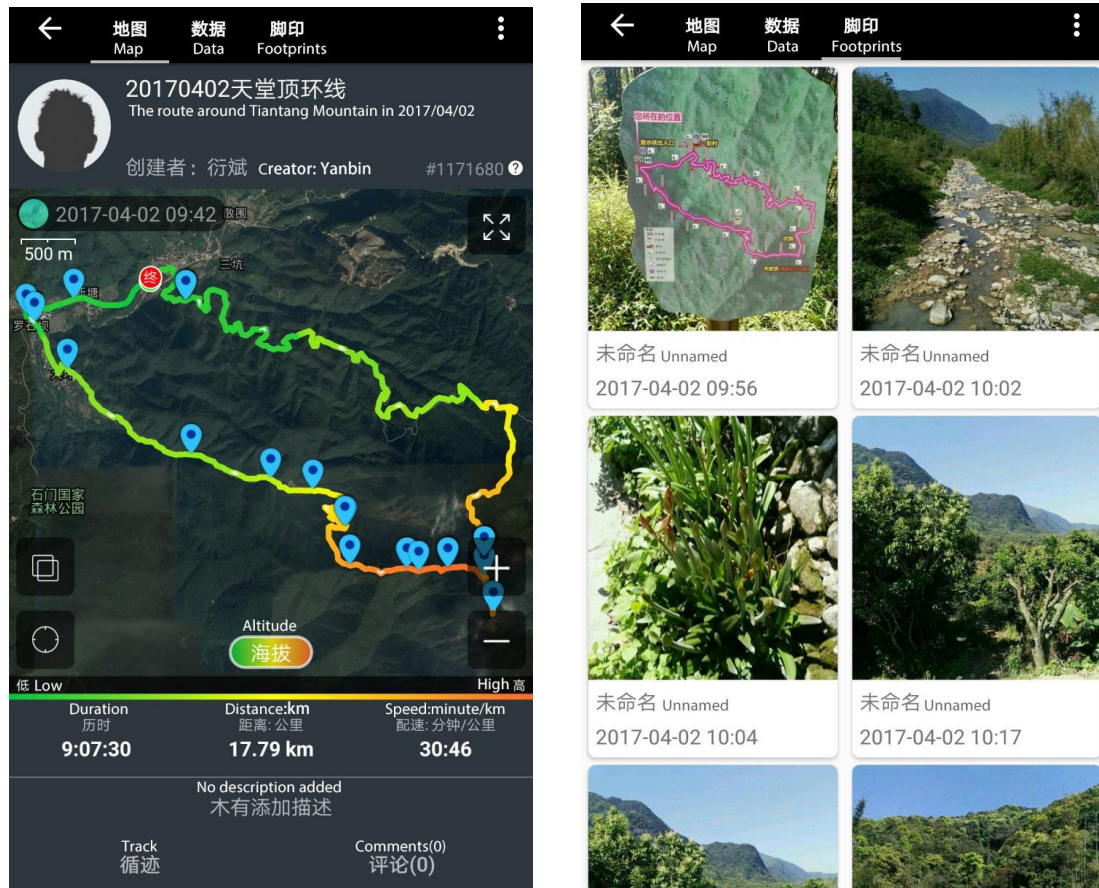 地图
Map
数据
Data
脚印
Footprints
20170402天堂顶环线
The route around Tiantang Mountain in 2017/04/02
创建者：衍斌 Creator: Yanbin
#1171680 ?
2017-04-02 09:42
500 m
三坑
终
石门国家
森林公园
Altitude
海拔
低 Low
High 高
Duration
历时
9:07:30
Distance:km
距离: 公里
17.79 km
Speed:minute/km
配速: 分钟/公里
30:46
No description added
木有添加描述
Track
循迹
Comments(0)
评论(0)
地图
Map
数据
Data
脚印
Footprints
您所在的位置
未命名 Unnamed
2017-04-02 09:56
未命名 Unnamed
2017-04-02 10:02
未命名 Unnamed
2017-04-02 10:04
未命名 Unnamed
2017-04-02 10:17